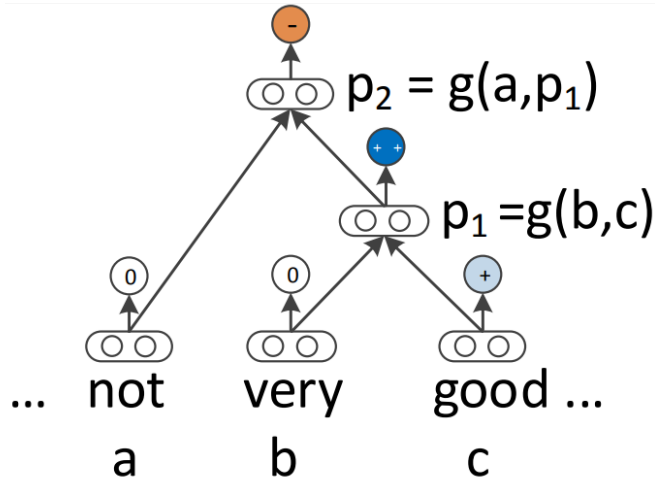 -
p₂ = g(a,p₁)
+ +
p₁ =g(b,c)
0 0 +
... not very good ...
a b c